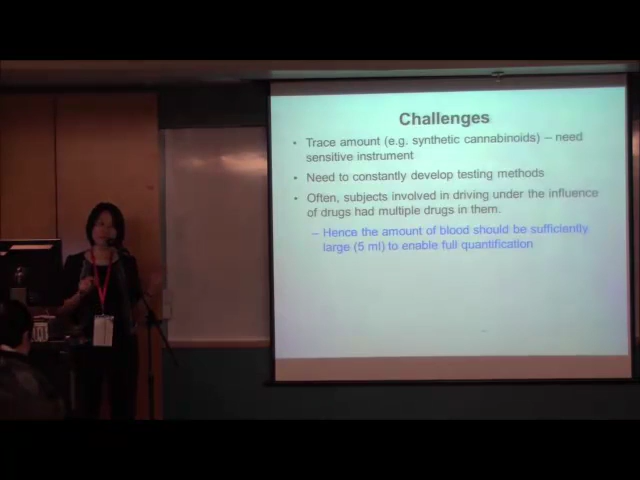 Challenges
• Trace amount (e.g. synthetic cannabinoids) – need
sensitive instrument
• Need to constantly develop testing methods
• Often, subjects involved in driving under the influence
of drugs had multiple drugs in them.
– Hence the amount of blood should be sufficiently
large (5 ml) to enable full quantification